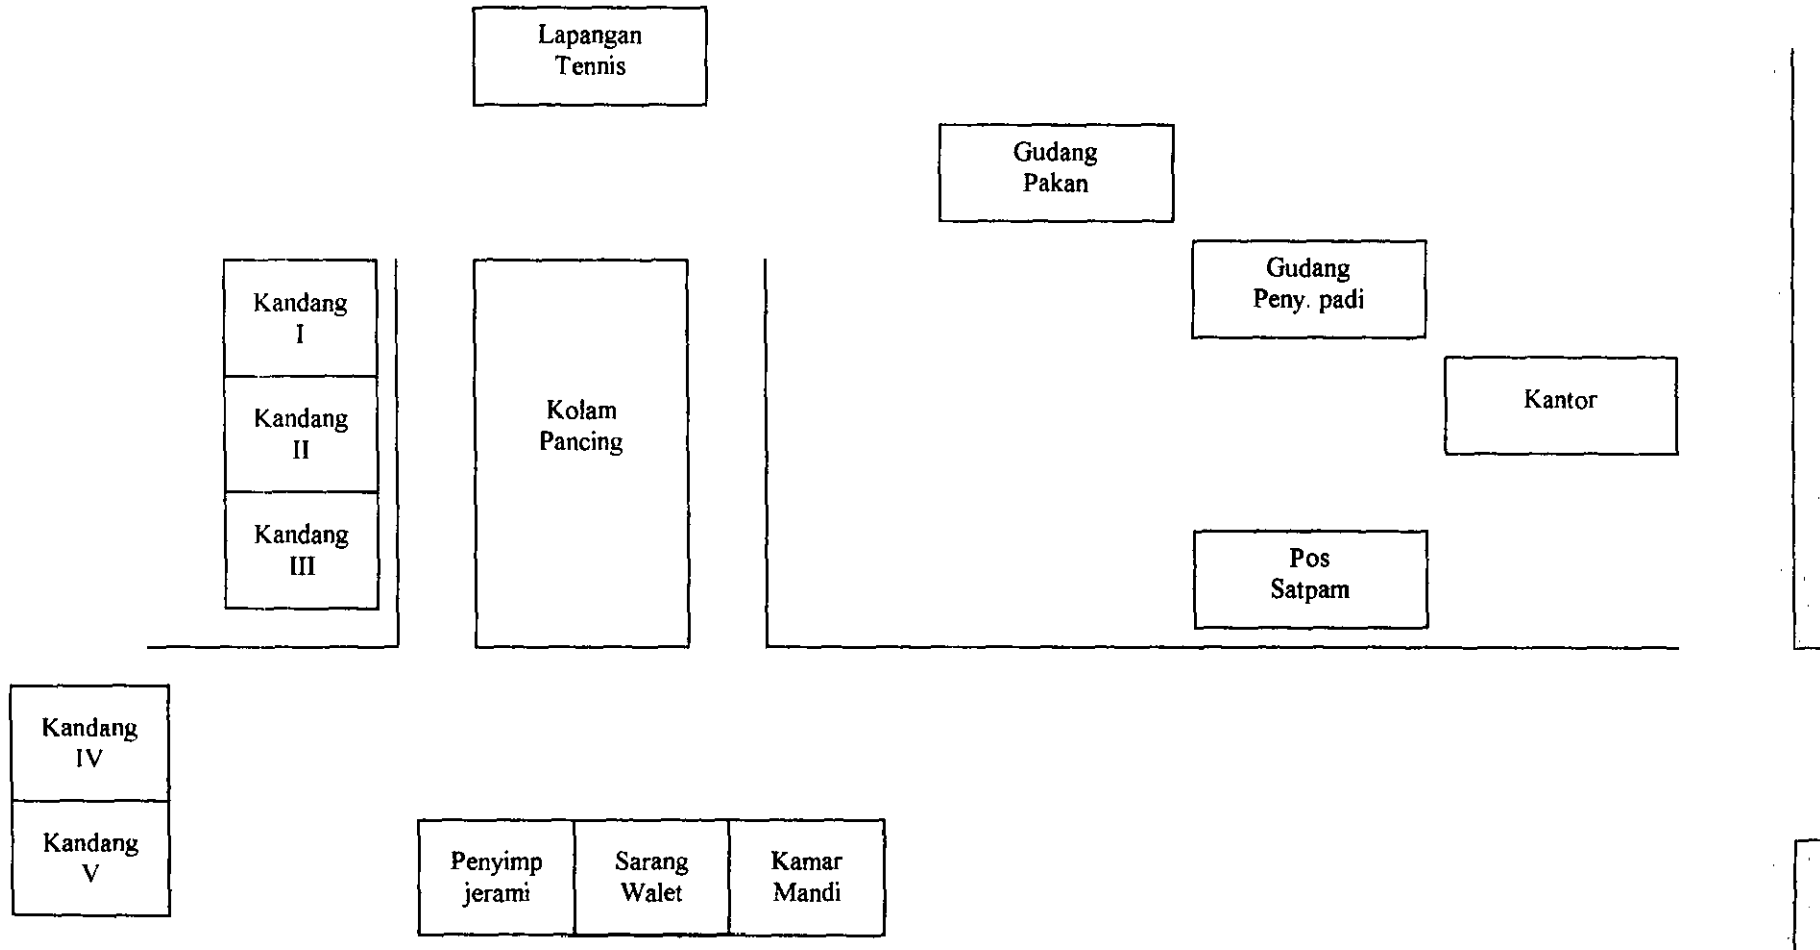 Lapangan
Tennis
Gudang
Pakan
Gudang
Peny. padi
Kandang
I
Kandang
II
Kandang
III
Kolam
Pancing
Kantor
Pos
Satpam
Kandang
IV
Kandang
V
Penyimp
jerami
Sarang
Walet
Kamar
Mandi